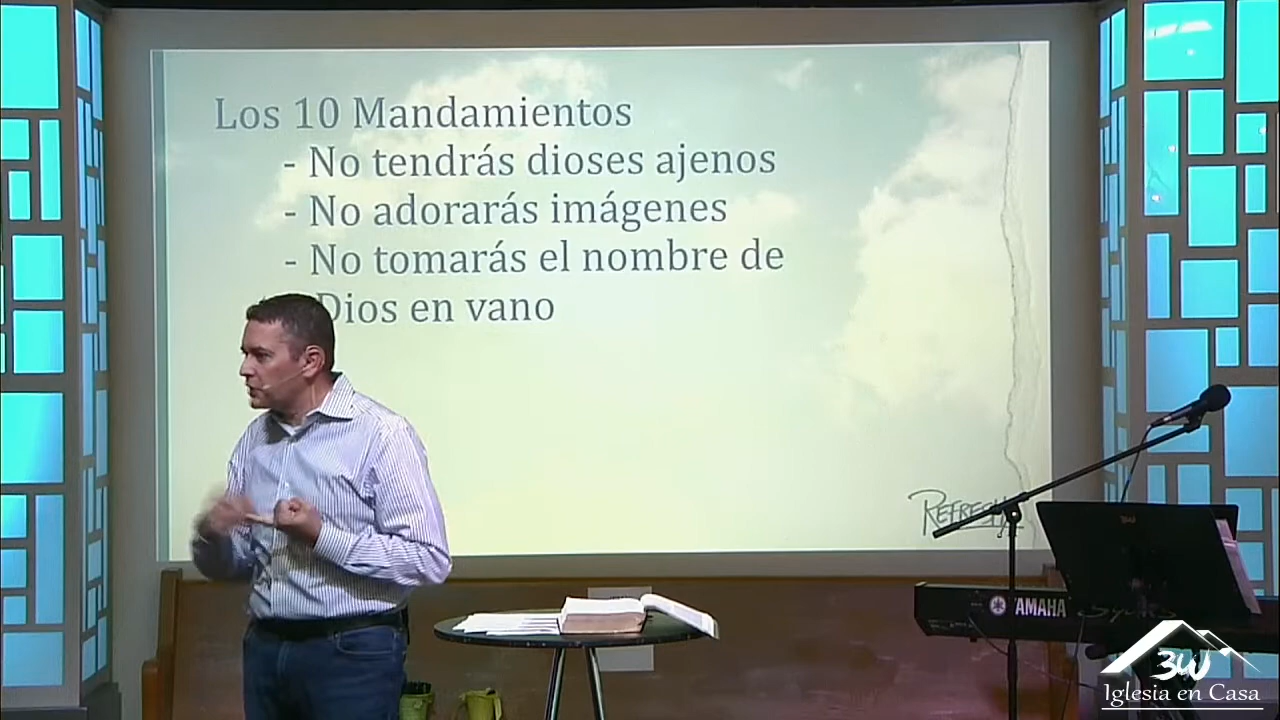 Los 10 Mandamientos
- No tendrás dioses ajenos
- No adorarás imágenes
- No tomarás el nombre de
Dios en vano
REFRESH
YAMAHA
3W
Iglesia en Casa